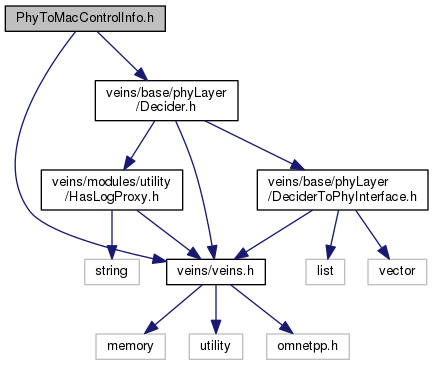 PhyToMacControlInfo.h
veins/base/phyLayer
/Decider.h
veins/modules/utility
/HasLogProxy.h
veins/base/phyLayer
/DeciderToPhyInterface.h
string
veins/veins.h
list
vector
memory
utility
omnetpp.h